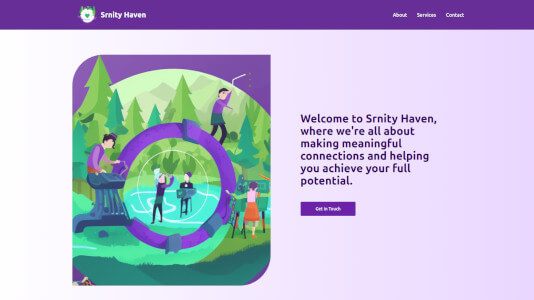 Srnity Haven
About Services Contact
Welcome to Srnity Haven,
where we're all about
making meaningful
connections and helping
you achieve your full
potential.
Get In Touch